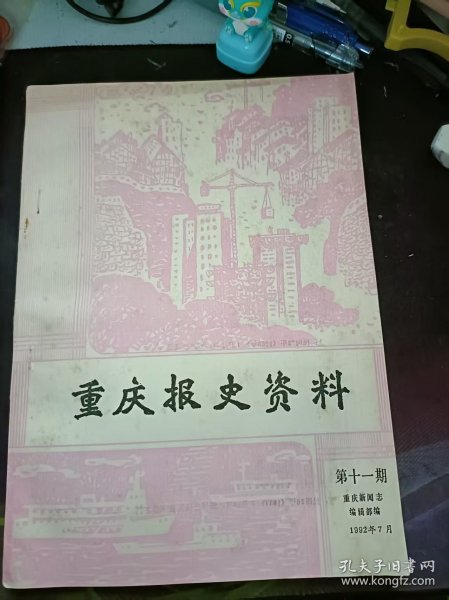 重庆报史资料
第十一期
重庆新闻志
编辑部编
1992年7月
孔夫子旧书网
www.kongfz.com